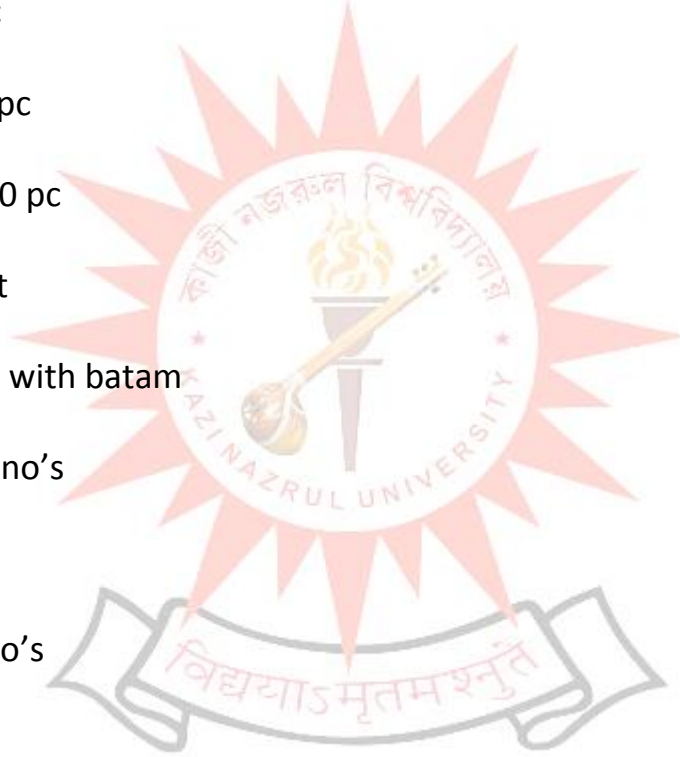 pc
0 pc
t
with batam
no's
o's
কাজী নজরুল বিশ্ববিদ্যালয়
KAZI NAZRUL UNIVERSITY
विद्ययाऽमृतमश्नुते